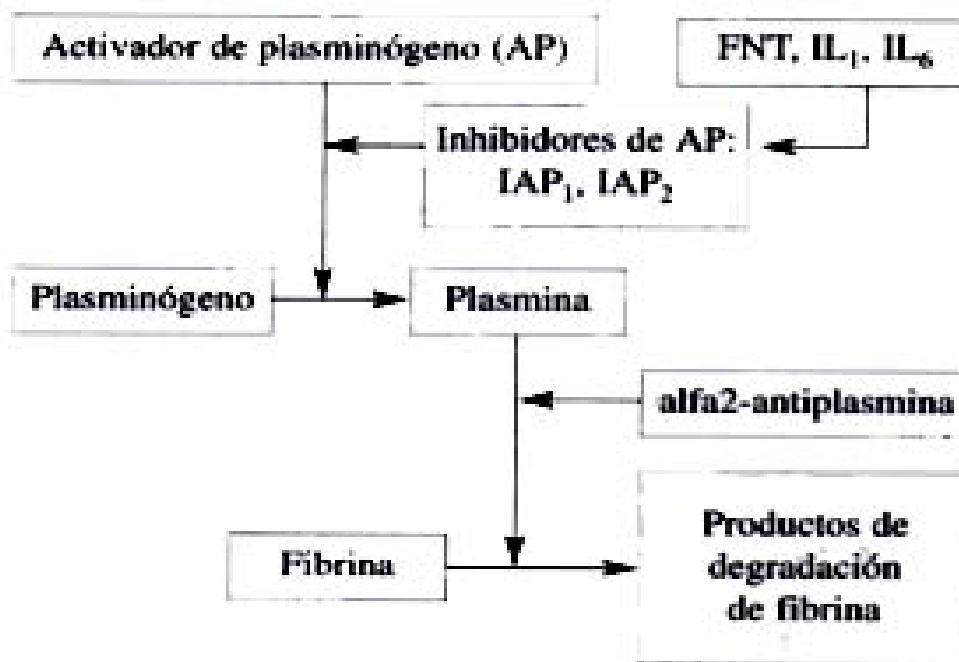 Activador de plasminógeno (AP)
FNT, IL₁, IL₆
Inhibidores de AP:
IAP₁, IAP₂
Plasminógeno
Plasmina
alfa2-antiplasmina
Fibrina
Productos de
degradación
de fibrina